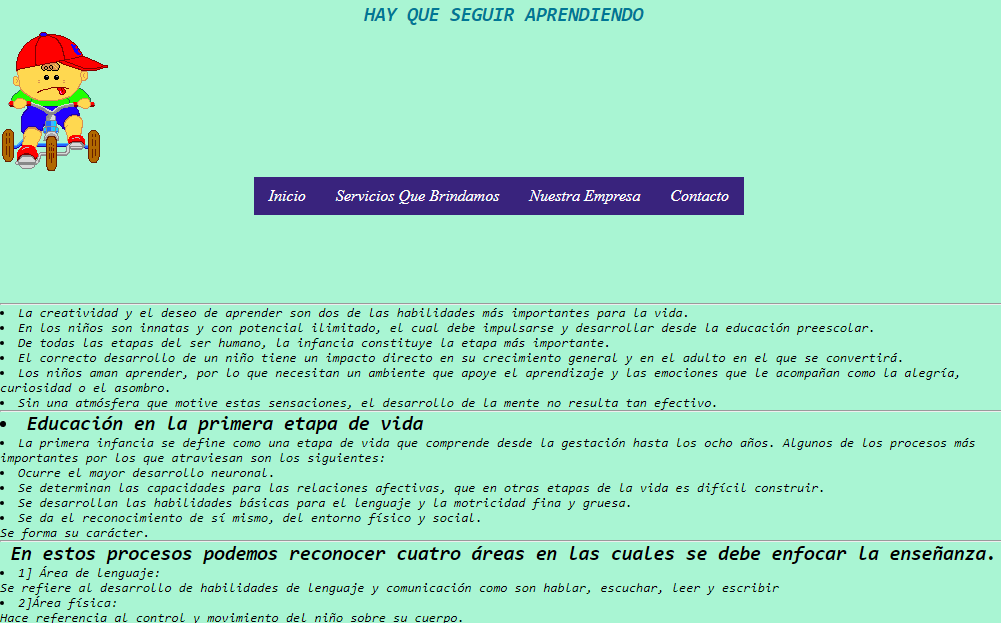 HAY QUE SEGUIR APRENDIENDO
Inicio Servicios Que Brindamos Nuestra Empresa Contacto
• La creatividad y el deseo de aprender son dos de las habilidades más importantes para la vida.
• En los niños son innatas y con potencial ilimitado, el cual debe impulsarse y desarrollar desde la educación preescolar.
• De todas las etapas del ser humano, la infancia constituye la etapa más importante.
• El correcto desarrollo de un niño tiene un impacto directo en su crecimiento general y en el adulto en el que se convertirá.
• Los niños aman aprender, por lo que necesitan un ambiente que apoye el aprendizaje y las emociones que le acompañan como la alegría,
curiosidad o el asombro.
• Sin una atmósfera que motive estas sensaciones, el desarrollo de la mente no resulta tan efectivo.
• Educación en la primera etapa de vida
• La primera infancia se define como una etapa de vida que comprende desde la gestación hasta los ocho años. Algunos de los procesos más
importantes por los que atraviesan son los siguientes:
• Ocurre el mayor desarrollo neuronal.
• Se determinan las capacidades para las relaciones afectivas, que en otras etapas de la vida es difícil construir.
• Se desarrollan las habilidades básicas para el lenguaje y la motricidad fina y gruesa.
• Se da el reconocimiento de sí mismo, del entorno físico y social.
Se forma su carácter.
En estos procesos podemos reconocer cuatro áreas en las cuales se debe enfocar la enseñanza.
• 1] Área de lenguaje:
Se refiere al desarrollo de habilidades de lenguaje y comunicación como son hablar, escuchar, leer y escribir
• 2]Área física:
Hace referencia al control y movimiento del niño sobre su cuerpo.